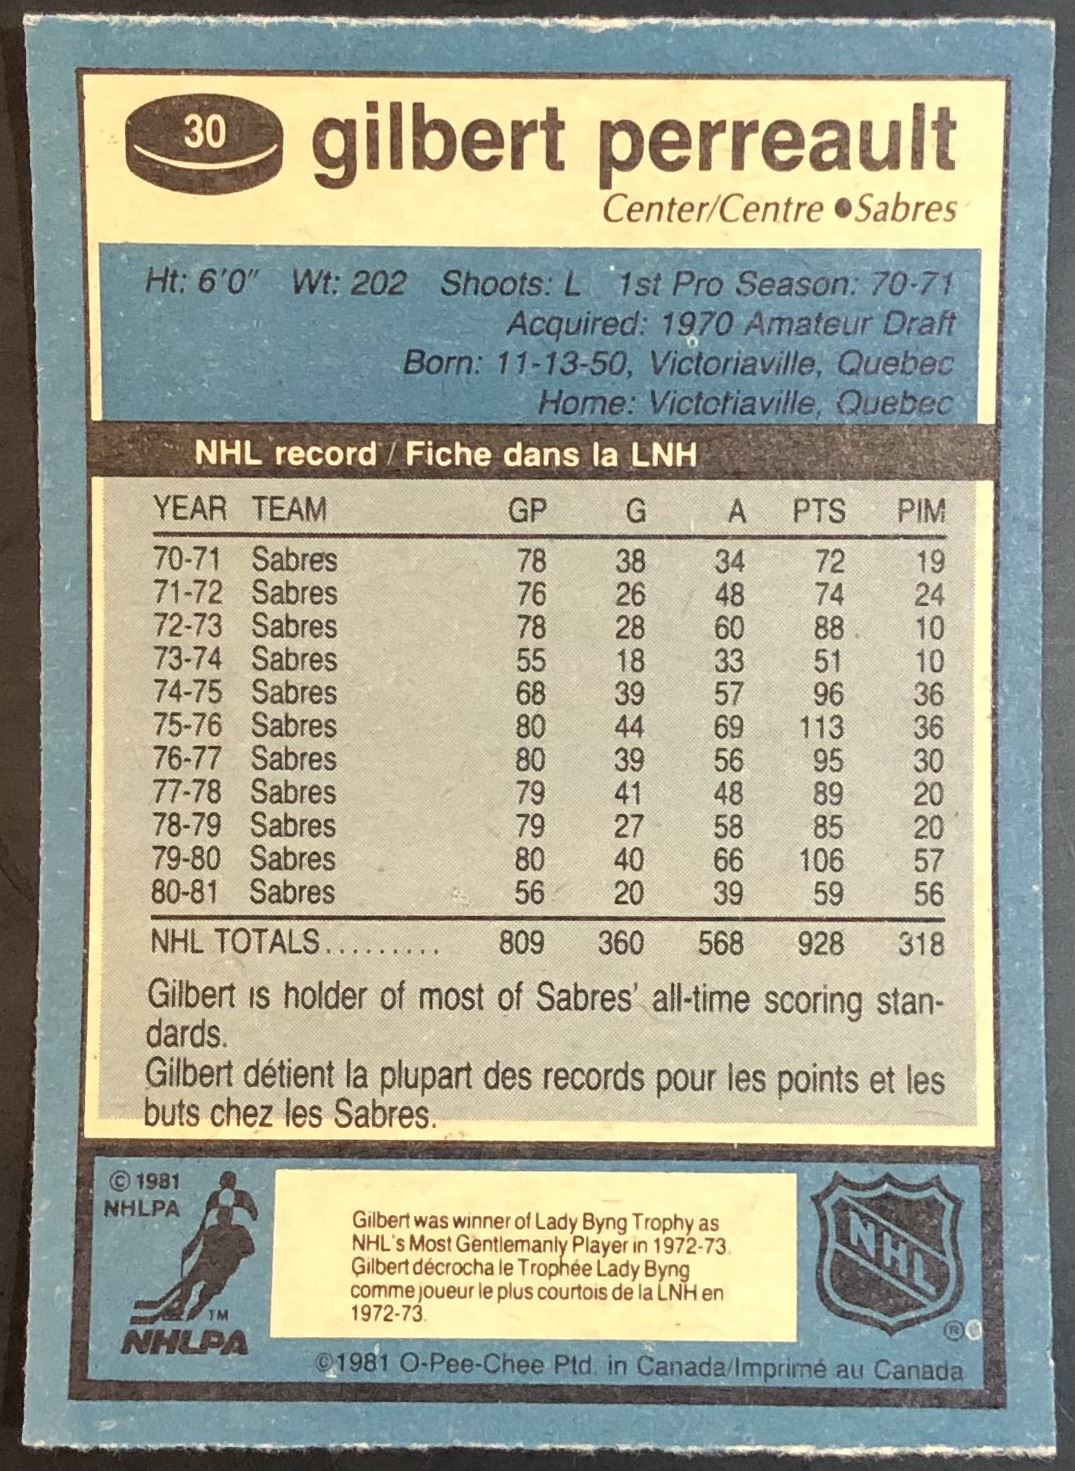 30
gilbert perreault
Center/Centre ●Sabres
Ht: 6'0" Wt: 202 Shoots: L 1st Pro Season: 70-71
Acquired: 1970 Amateur Draft
Born: 11-13-50, Victoriaville, Quebec
Home: Victoriaville, Quebec
NHL record / Fiche dans la LNH
YEAR TEAM GP G A PTS PIM
70-71 Sabres 78 38 34 72 19
71-72 Sabres 76 26 48 74 24
72-73 Sabres 78 28 60 88 10
73-74 Sabres 55 18 33 51 10
74-75 Sabres 68 39 57 96 36
75-76 Sabres 80 44 69 113 36
76-77 Sabres 80 39 56 95 30
77-78 Sabres 79 41 48 89 20
78-79 Sabres 79 27 58 85 20
79-80 Sabres 80 40 66 106 57
80-81 Sabres 56 20 39 59 56
NHL TOTALS......... 809 360 568 928 318
Gilbert is holder of most of Sabres' all-time scoring stan-
dards.
Gilbert détient la plupart des records pour les points et les
buts chez les Sabres.
© 1981
NHLPA
TM
NHLPA
Gilbert was winner of Lady Byng Trophy as
NHL's Most Gentlemanly Player in 1972-73.
Gilbert décrocha le Trophée Lady Byng
comme joueur le plus courtois de la LNH en
1972-73.
NHL
®
©1981 O-Pee-Chee Ptd. in Canada/Imprimé au Canada